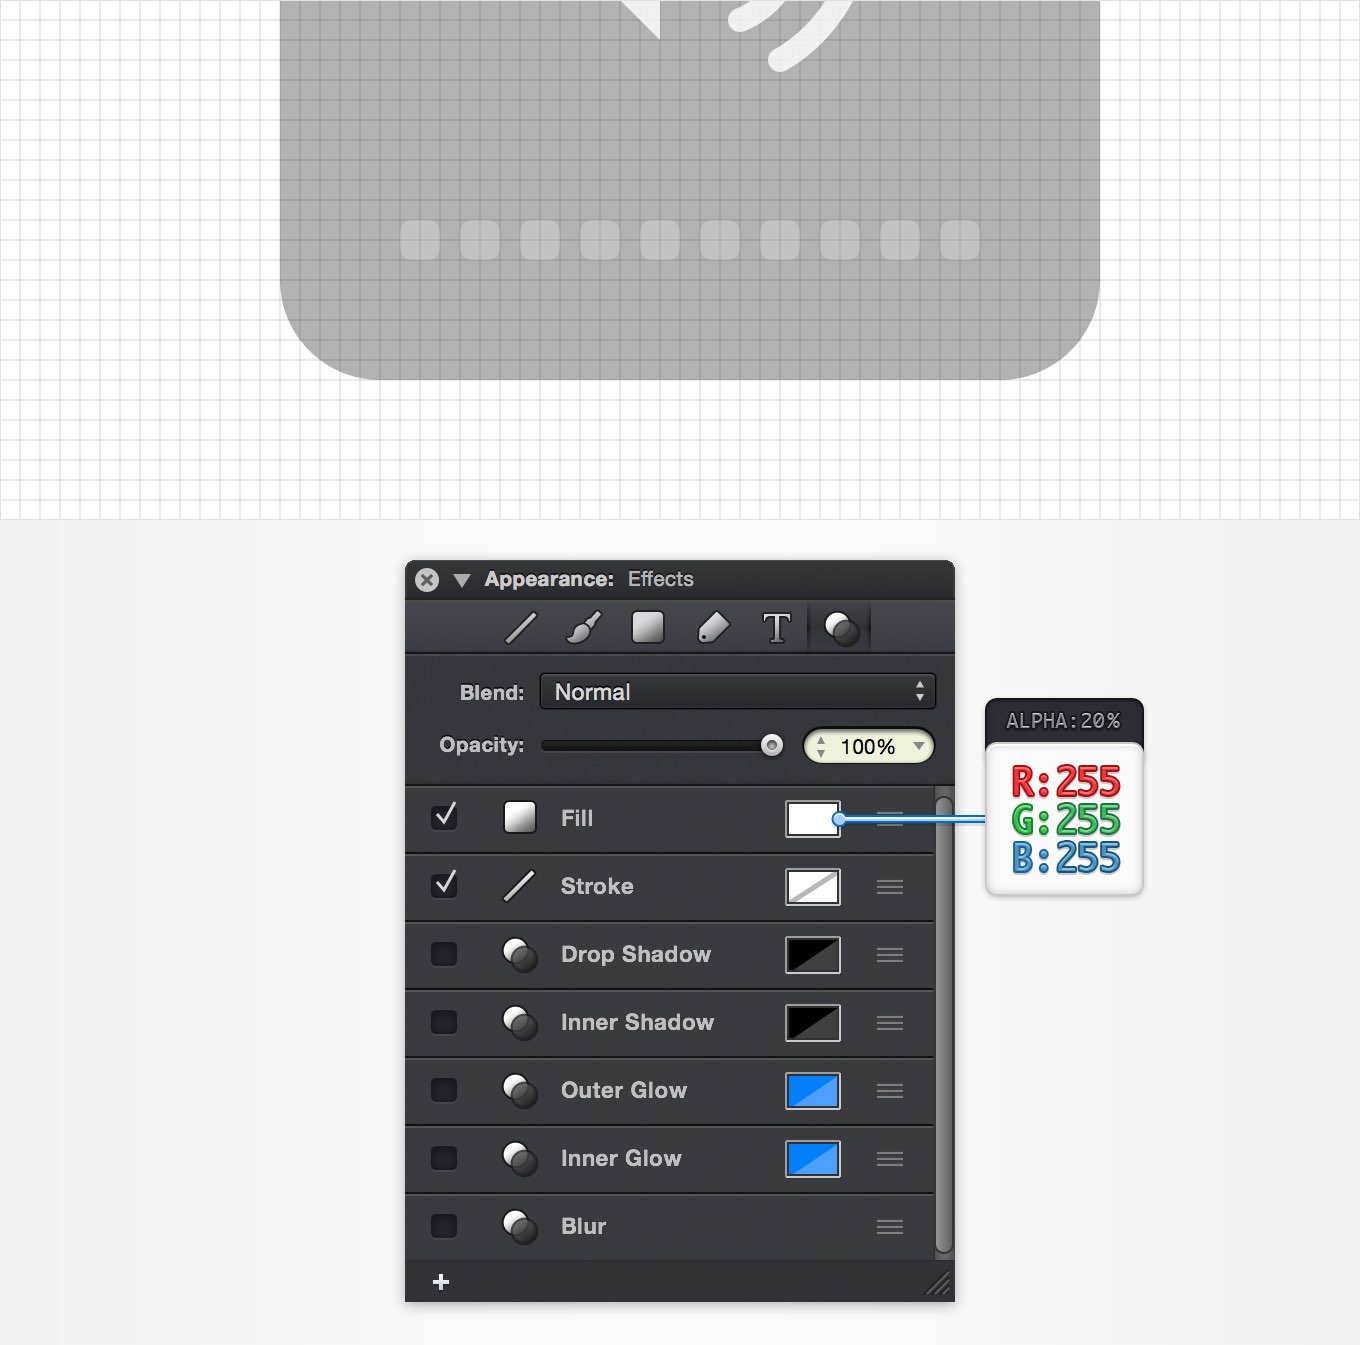 Appearance: Effects
T
Blend: Normal
Opacity: 100%
ALPHA:20%
R:255
G:255
B:255
Fill
Stroke
Drop Shadow
Inner Shadow
Outer Glow
Inner Glow
Blur
+